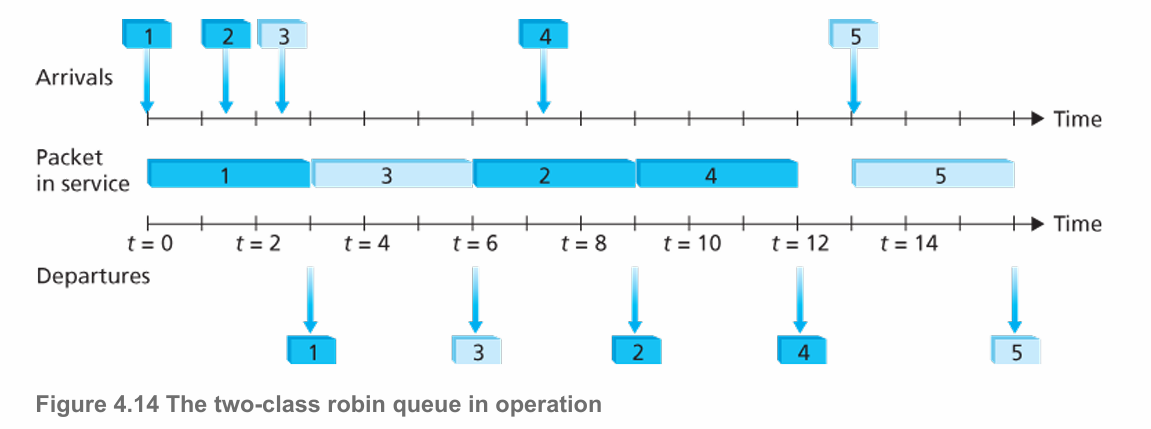 1 2 3 4 5
Arrivals
Time
Packet
in service
1 3 2 4 5
Time
t = 0 t = 2 t = 4 t = 6 t = 8 t = 10 t = 12 t = 14
Departures
1 3 2 4 5
Figure 4.14 The two-class robin queue in operation